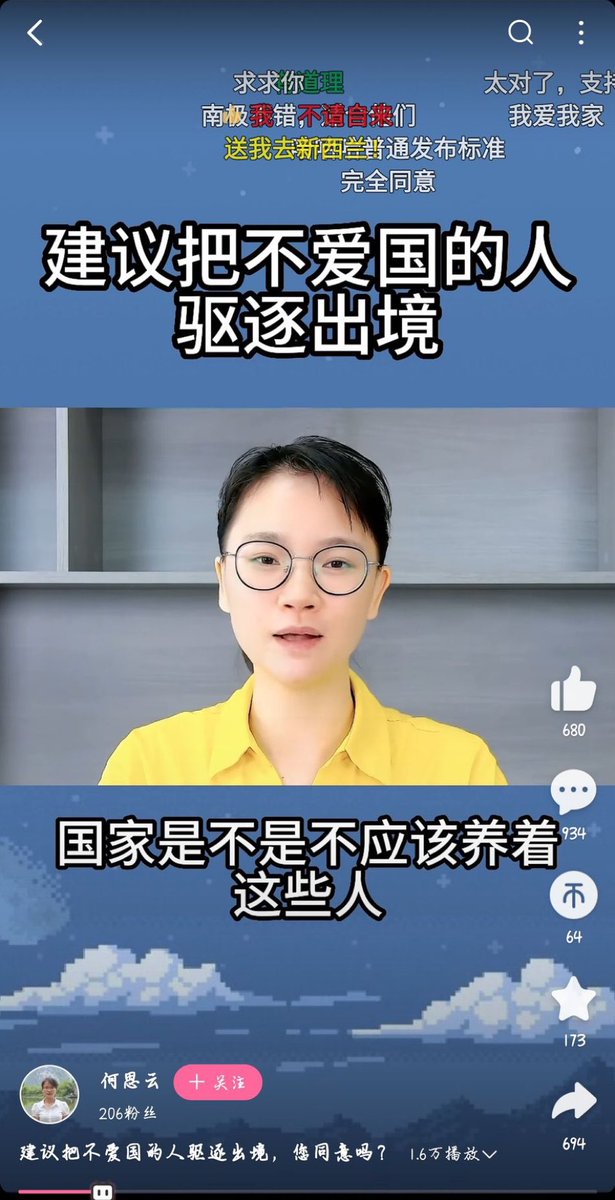 求求你
道理
太对了，支持
南极
我
错，
不请自来
们
我爱我家
送我去新西兰！
普通发布标准
完全同意
建议把不爱国的人
驱逐出境
国家是不是不应该养着
这些人
680
934
64
173
694
何思云
+ 关注
206粉丝
建议把不爱国的人驱逐出境，您同意吗？
1.6万播放